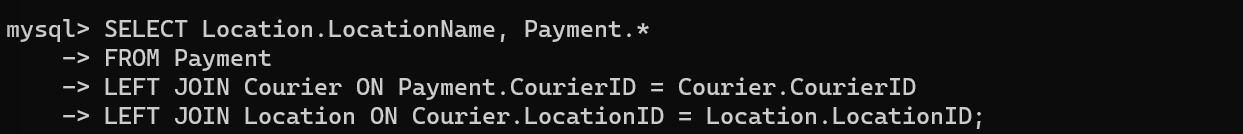 mysql> SELECT Location.LocationName, Payment.*
    -> FROM Payment
    -> LEFT JOIN Courier ON Payment.CourierID = Courier.CourierID
    -> LEFT JOIN Location ON Courier.LocationID = Location.LocationID;